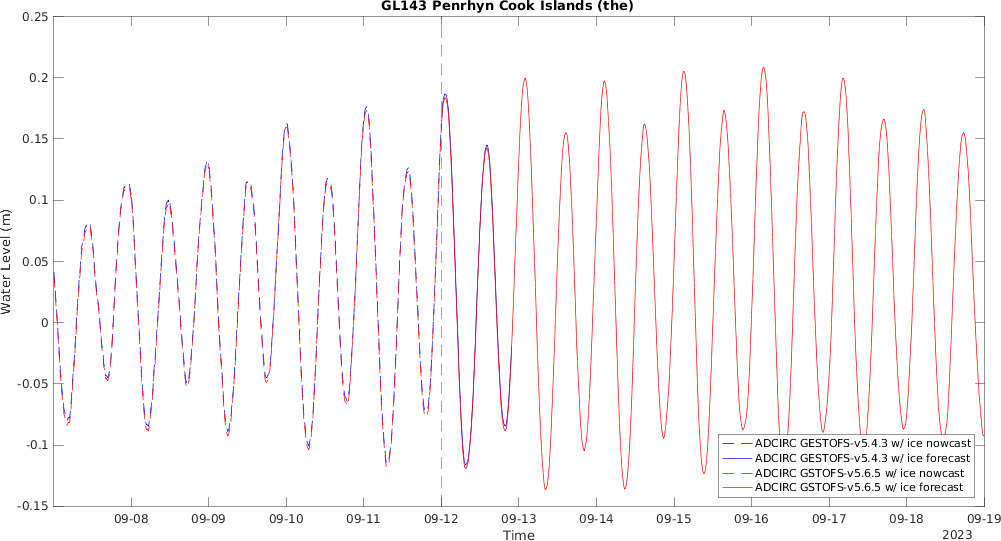 GL143 Penrhyn Cook Islands (the)
0.25
0.2
0.15
0.1
0.05
0
-0.05
-0.1
-0.15
Water Level (m)
ADCIRC GESTOFS-v5.4.3 w/ ice nowcast
ADCIRC GESTOFS-v5.4.3 w/ ice forecast
ADCIRC GSTOFS-v5.6.5 w/ ice nowcast
ADCIRC GSTOFS-v5.6.5 w/ ice forecast
09-08 09-09 09-10 09-11 09-12 09-13 09-14 09-15 09-16 09-17 09-18 09-19
Time
2023